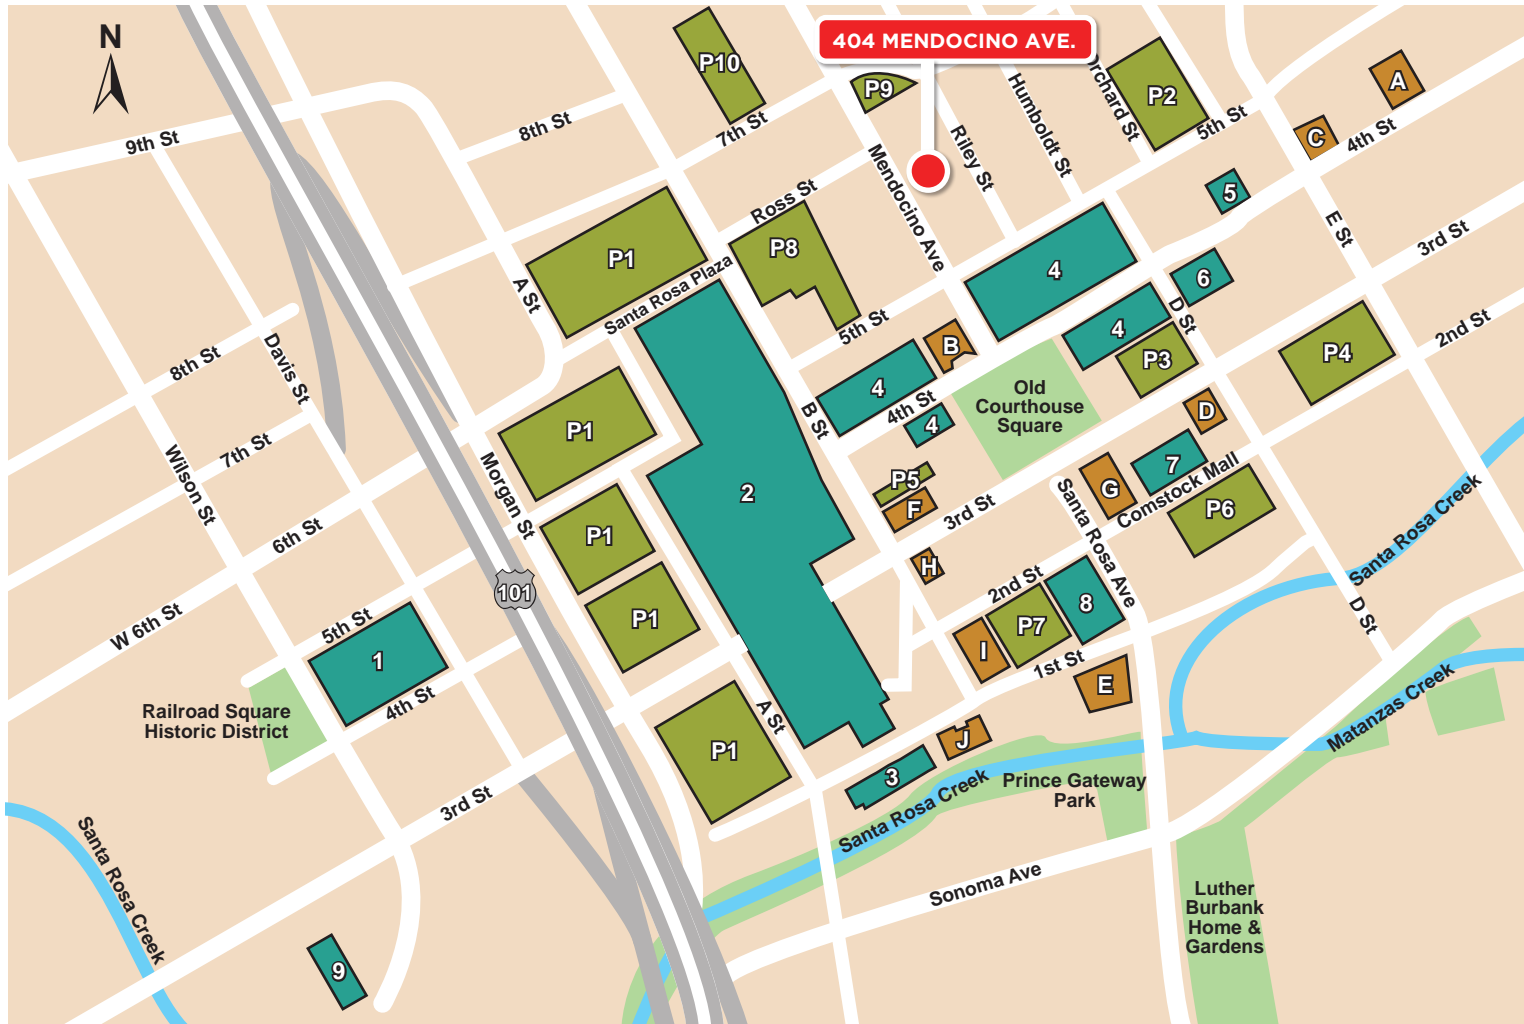 404 MENDOCINO AVE.
N
P10
P9
P2
A
9th St
8th St
7th St
Mendocino Ave
Riley St
Humboldt St
Orchard St
5th St
C
4th St
5
Ross St
P8
P1
A St
Santa Rosa Plaza
4
6
E St
3rd St
8th St
Davis St
5th St
B
4
D St
P3
P4
2nd St
7th St
P1
4
4th St
4
Old
Courthouse
Square
D
B St
Wilson St
6th St
Morgan St
2
P5
F
3rd St
G
7
Comstock Mall
P6
Santa Rosa Ave
Santa Rosa Creek
P1
101
H
W 6th St
5th St
1
P1
2nd St
P7
8
I
1st St
E
D St
4th St
Railroad Square
Historic District
A St
P1
J
3
Matanzas Creek
Santa Rosa Creek
Prince Gateway
Park
3rd St
Santa Rosa Creek
Sonoma Ave
Luther
Burbank
Home &
Gardens
9